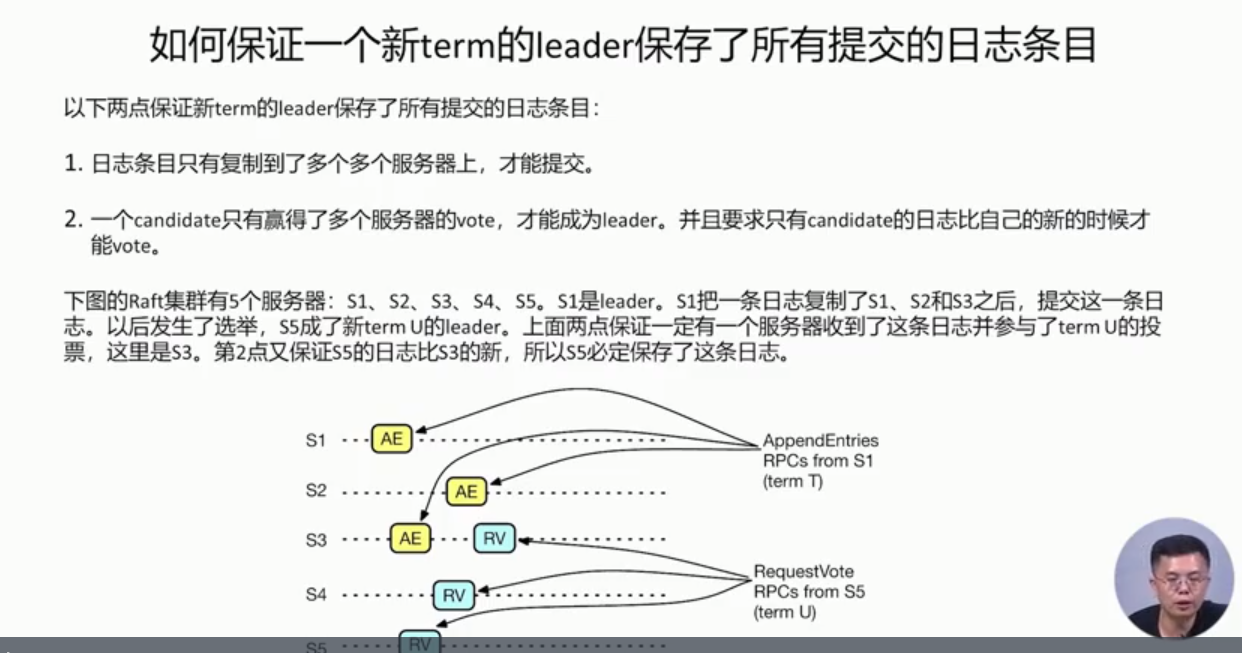 如何保证一个新term的leader保存了所有提交的日志条目
以下两点保证新term的leader保存了所有提交的日志条目：
1. 日志条目只有复制到了多个多个服务器上，才能提交。
2. 一个candidate只有赢得了多个服务器的vote，才能成为leader。并且要求只有candidate的日志比自己的新的时候才
能vote。
下图的Raft集群有5个服务器：S1、S2、S3、S4、S5。S1是leader。S1把一条日志复制了S1、S2和S3之后，提交这一条日
志。以后发生了选举，S5成了新term U的leader。上面两点保证一定有一个服务器收到了这条日志并参与了term U的投
票，这里是S3。第2点又保证S5的日志比S3的新，所以S5必定保存了这条日志。
S1 AE
AppendEntries
RPCs from S1
(term T)
S2 AE
S3 AE RV
RequestVote
RPCs from S5
(term U)
S4 RV
S5 RV